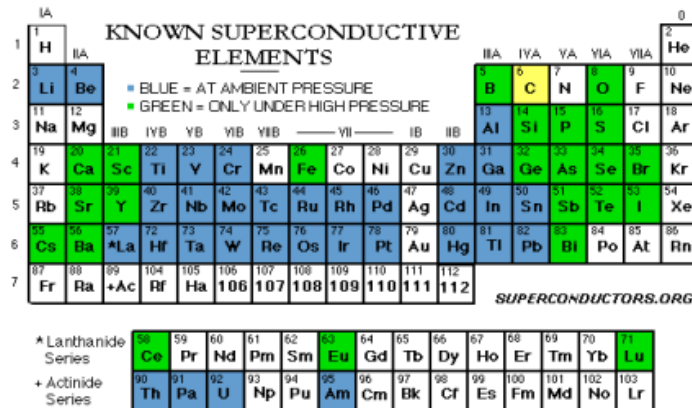 IA
0
KNOWN SUPERCONDUCTIVE
ELEMENTS
BLUE = AT AMBIENT PRESSURE
GREEN = ONLY UNDER HIGH PRESSURE
IIA
IIIA IVA VA VIA VIIA
1 1 H 2 He
2 3 Li 4 Be 5 B 6 C 7 N 8 O 9 F 10 Ne
3 11 Na 12 Mg 13 Al 14 Si 15 P 16 S 17 Cl 18 Ar
IIIB IVB VB VIB VIIB VII IB IIB
4 19 K 20 Ca 21 Sc 22 Ti 23 V 24 Cr 25 Mn 26 Fe 27 Co 28 Ni 29 Cu 30 Zn 31 Ga 32 Ge 33 As 34 Se 35 Br 36 Kr
5 37 Rb 38 Sr 39 Y 40 Zr 41 Nb 42 Mo 43 Tc 44 Ru 45 Rh 46 Pd 47 Ag 48 Cd 49 In 50 Sn 51 Sb 52 Te 53 I 54 Xe
6 55 Cs 56 Ba 57 *La 72 Hf 73 Ta 74 W 75 Re 76 Os 77 Ir 78 Pt 79 Au 80 Hg 81 Tl 82 Pb 83 Bi 84 Po 85 At 86 Rn
7 87 Fr 88 Ra 89 +Ac 104 Rf 105 Ha 106 106 107 107 108 108 109 109 110 110 111 111 112 112
SUPERCONDUCTORS.ORG
* Lanthanide Series 58 Ce 59 Pr 60 Nd 61 Pm 62 Sm 63 Eu 64 Gd 65 Tb 66 Dy 67 Ho 68 Er 69 Tm 70 Yb 71 Lu
+ Actinide Series 90 Th 91 Pa 92 U 93 Np 94 Pu 95 Am 96 Cm 97 Bk 98 Cf 99 Es 100 Fm 101 Md 102 No 103 Lr